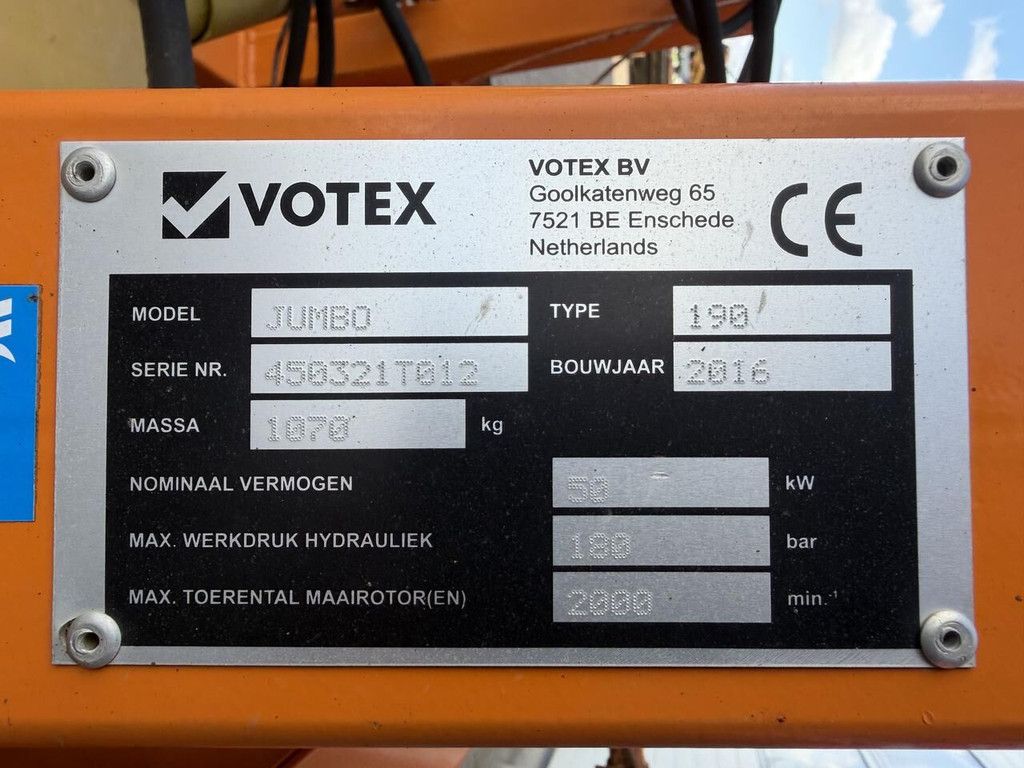 VOTEX
VOTEX BV
Goolkatenweg 65
7521 BE Enschede
Netherlands
CE
MODEL JUMBO TYPE 190
SERIE NR. 450321T012 BOUWJAAR 2016
MASSA 1070 kg
NOMINAAL VERMOGEN 50 kW
MAX. WERKDRUK HYDRAULIEK 180 bar
MAX. TOERENTAL MAAIROTOR(EN) 2000 min.⁻¹